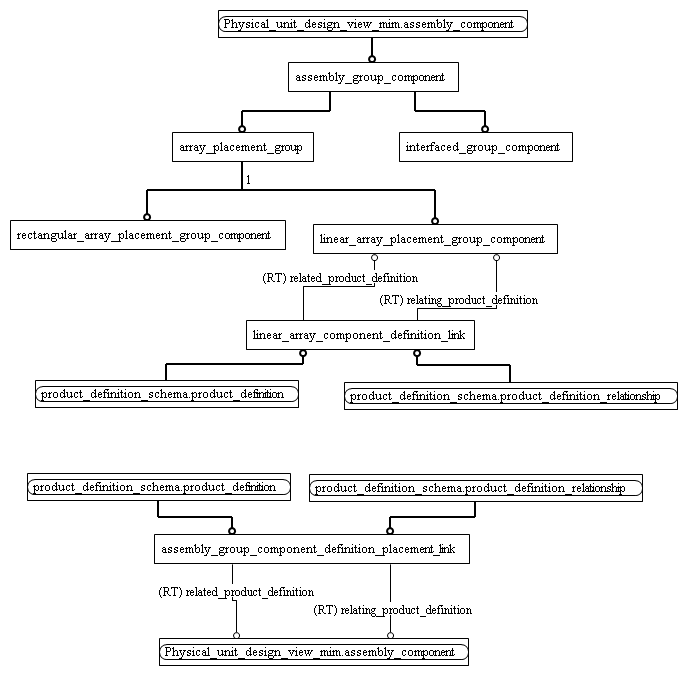 Physical_unit_design_view_mim.assembly_component
assembly_group_component
array_placement_group
interfaced_group_component
1
rectangular_array_placement_group_component
linear_array_placement_group_component
(RT) related_product_definition
(RT) relating_product_definition
linear_array_component_definition_link
product_definition_schema.product_definition
product_definition_schema.product_definition_relationship
product_definition_schema.product_definition
product_definition_schema.product_definition_relationship
assembly_group_component_definition_placement_link
(RT) related_product_definition
(RT) relating_product_definition
Physical_unit_design_view_mim.assembly_component